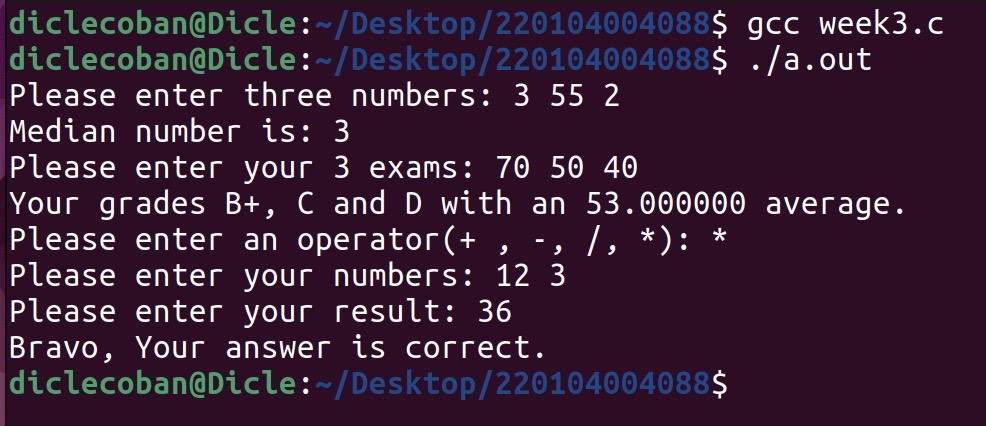 diclecoban@Dicle:~/Desktop/220104004088$ gcc week3.c
diclecoban@Dicle:~/Desktop/220104004088$ ./a.out
Please enter three numbers: 3 55 2
Median number is: 3
Please enter your 3 exams: 70 50 40
Your grades B+, C and D with an 53.000000 average.
Please enter an operator(+ , -, /, *): *
Please enter your numbers: 12 3
Please enter your result: 36
Bravo, Your answer is correct.
diclecoban@Dicle:~/Desktop/220104004088$